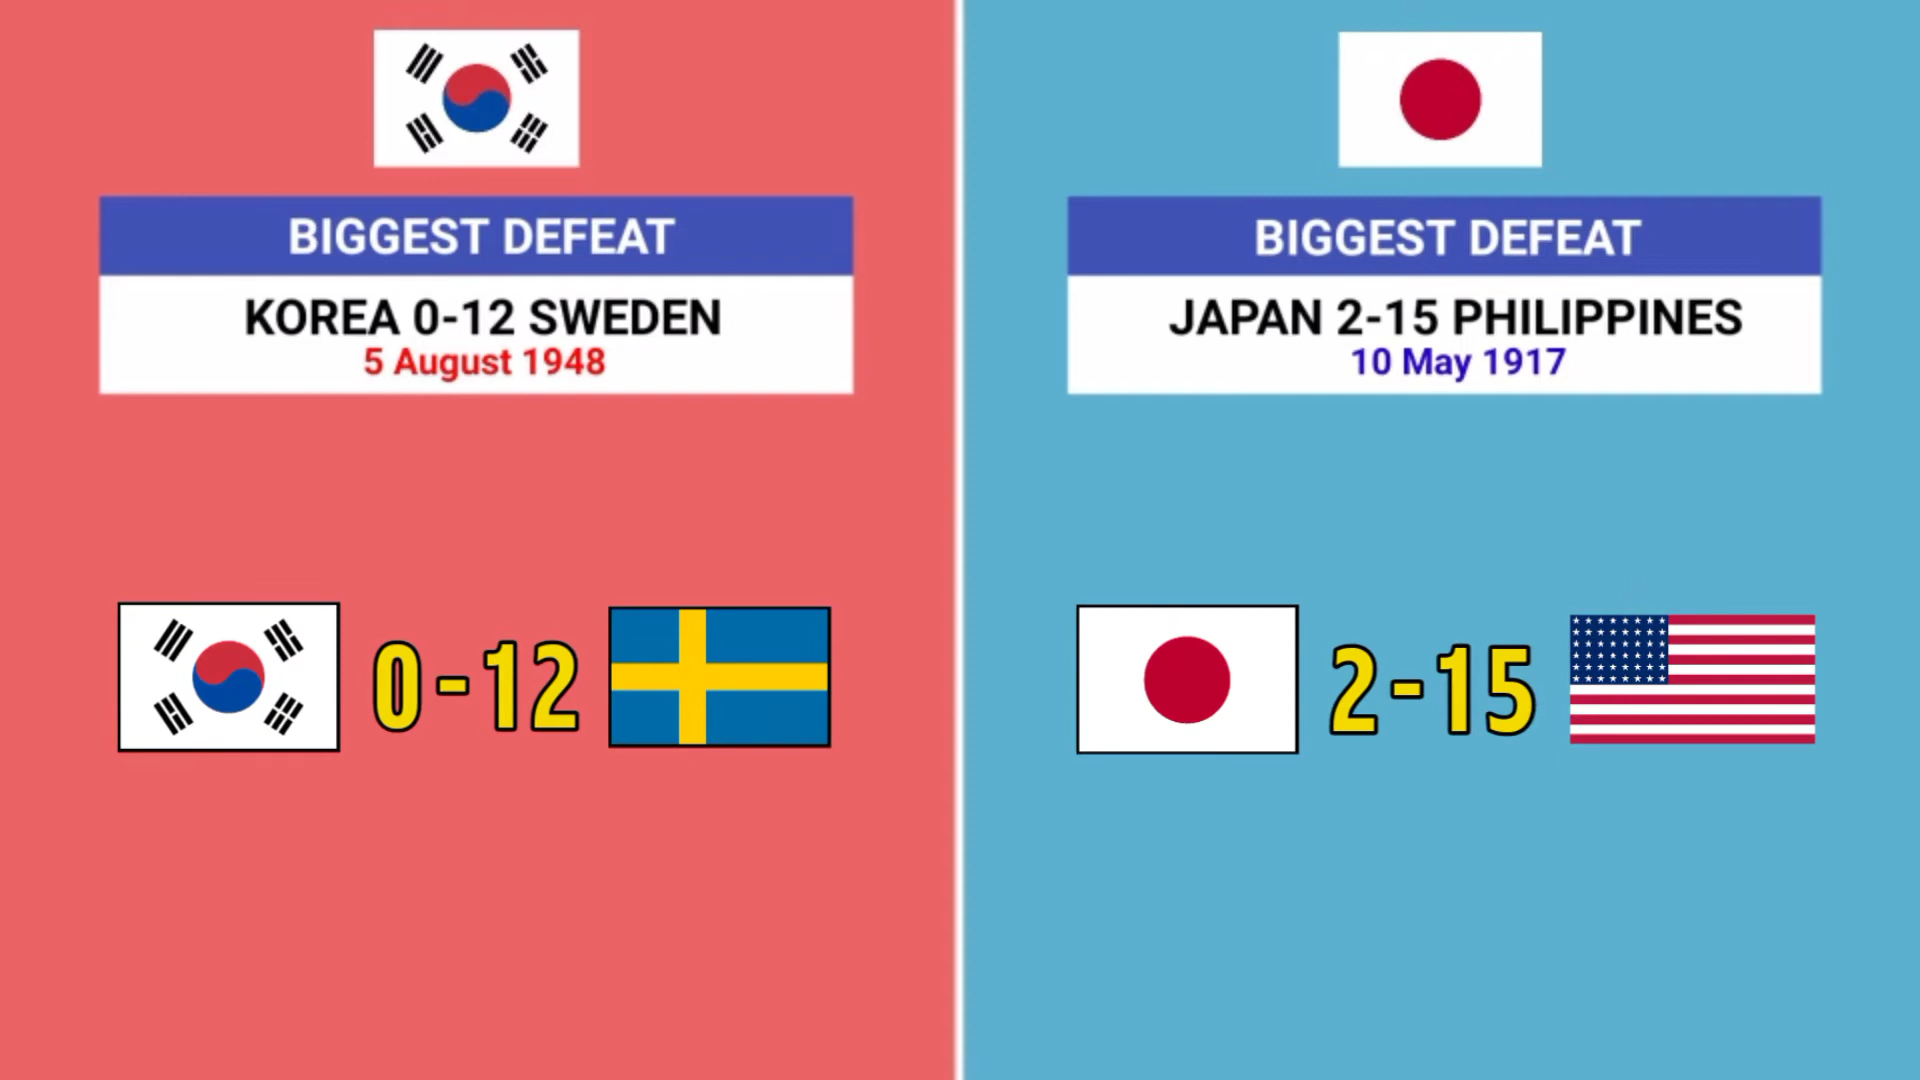 BIGGEST DEFEAT
KOREA 0-12 SWEDEN
5 August 1948
0-12
BIGGEST DEFEAT
JAPAN 2-15 PHILIPPINES
10 May 1917
2-15